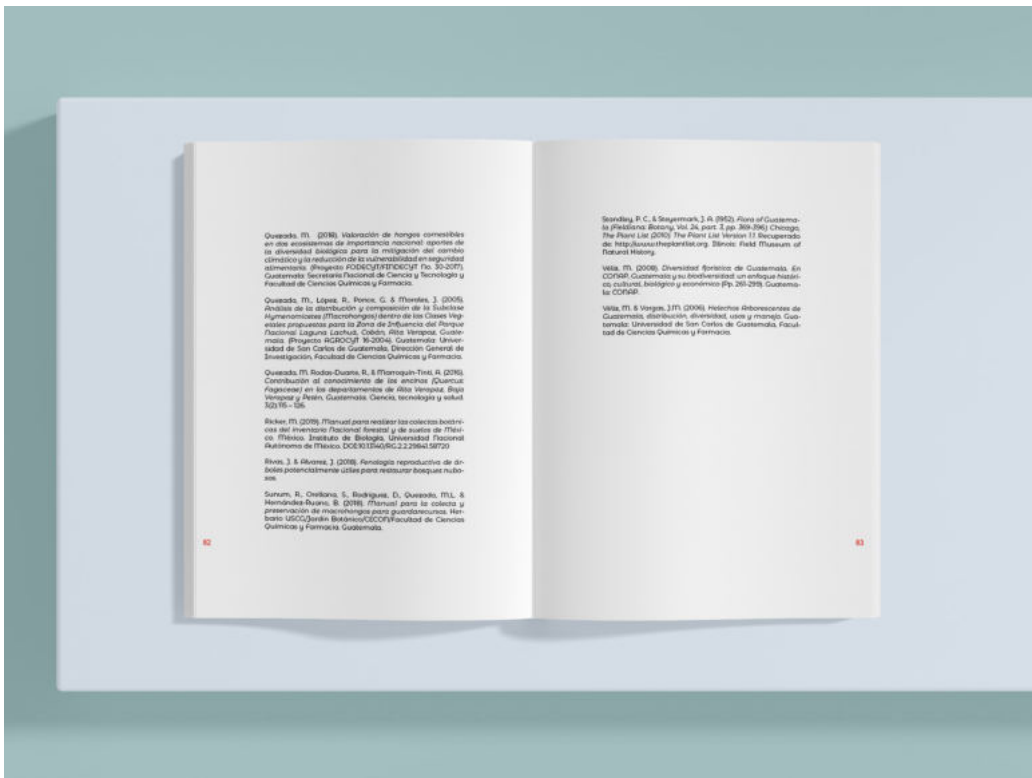 Quezada, M. (2018). Valoración de hongos comestibles
en dos ecosistemas de importancia nacional: aportes de
la diversidad biológica para la mitigación del cambio
climático y la reducción de la vulnerabilidad en seguridad
alimentaria. (Proyecto FODECYT/FINDECYT No. 30-2017).
Guatemala: Secretaría Nacional de Ciencia y Tecnología y
Facultad de Ciencias Químicas y Farmacia.
Quezada, M., López, R., Ponce, G. & Morales, J. (2005).
Análisis de la distribución y composición de la Subclase
Hymenomicetes (Macrohongos) dentro de las Clases Veg-
etales propuestas para la Zona de Influencia del Parque
Nacional Laguna Lachuá, Cobán, Alta Verapaz, Guate-
mala. (Proyecto AGROCYT 16-2004). Guatemala: Univer-
sidad de San Carlos de Guatemala, Dirección General de
Investigación, Facultad de Ciencias Químicas y Farmacia.
Quezada, M. Rodas-Duarte, R., & Marroquín-Tintí, A. (2016).
Contribución al conocimiento de los encinos (Quercus:
Fagaceae) en los departamentos de Alta Verapaz, Baja
Verapaz y Petén, Guatemala. Ciencia, tecnología y salud.
3(2) 115 – 126.
Ricker, M. (2019). Manual para realizar las colectas botáni-
cas del Inventario Nacional forestal y de suelos de Méxi-
co. México. Instituto de Biología, Universidad Nacional
Autónoma de México. DOI:10.13140/RG.2.2.29641.58720
Rivas, J. & Alvarez, J. (2018). Fenología reproductiva de ár-
boles potencialmente útiles para restaurar bosques nubo-
sos.
Sunum, R., Orellana, S., Rodríguez, D., Quezada, M.L. &
Hernández-Ruano, B. (2018). Manual para la colecta y
preservación de macrohongos para guardarecursos. Her-
bario USCG/Jardín Botánico/CECON/Facultad de Ciencias
Químicas y Farmacia. Guatemala.
82
Standley, P. C., & Steyermark, J. A. (1952). Flora of Guatema-
la (Fieldiana: Botany, Vol. 24, part. 3, pp. 369-396) Chicago,
The Plant List (2010) The Plant List Version 1.1. Recuperado
de: http://www.theplantlist.org. Illinois: Field Museum of
Natural History.
Véliz, M. (2008). Diversidad florística de Guatemala. En
CONAP, Guatemala y su biodiversidad: un enfoque históri-
co, cultural, biológico y económico (Pp. 261-299). Guatema-
la: CONAP.
Véliz, M. & Vargas, J.M. (2006). Helechos Arborescentes de
Guatemala, distribución, diversidad, usos y manejo. Gua-
temala: Universidad de San Carlos de Guatemala, Facul-
tad de Ciencias Químicas y Farmacia.
83